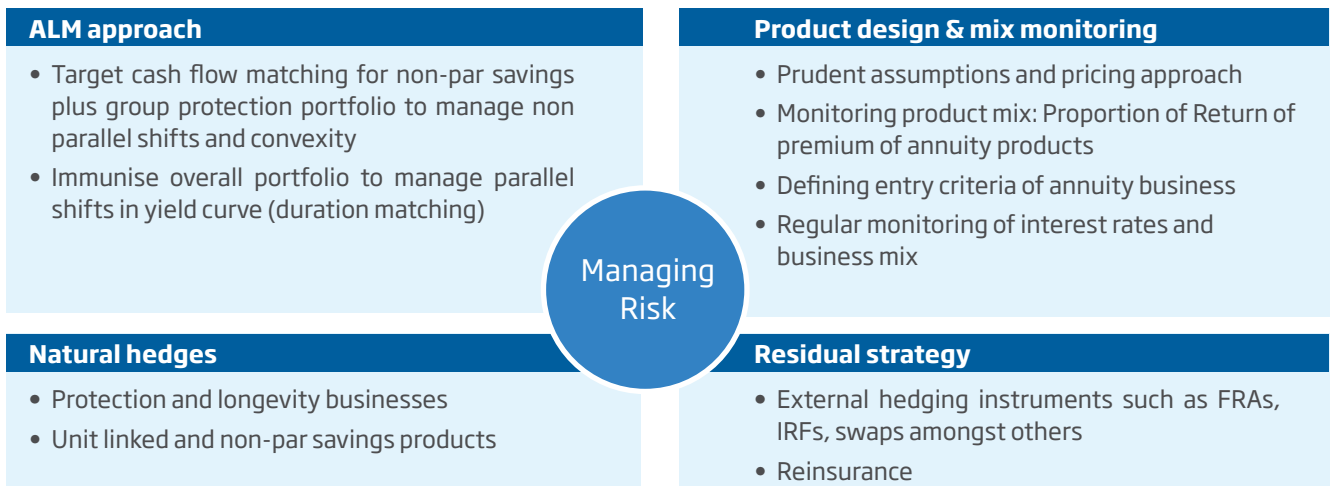 ALM approach
• Target cash flow matching for non-par savings
plus group protection portfolio to manage non
parallel shifts and convexity
• Immunise overall portfolio to manage parallel
shifts in yield curve (duration matching)
Product design & mix monitoring
• Prudent assumptions and pricing approach
• Monitoring product mix: Proportion of Return of
premium of annuity products
• Defining entry criteria of annuity business
• Regular monitoring of interest rates and
business mix
Managing
Risk
Natural hedges
• Protection and longevity businesses
• Unit linked and non-par savings products
Residual strategy
• External hedging instruments such as FRAs,
IRFs, swaps amongst others
• Reinsurance